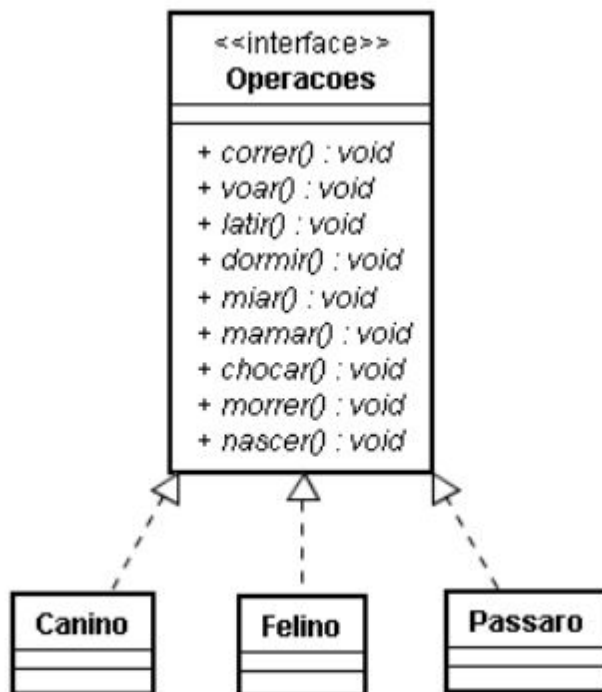 <<interface>>
Operacoes
+ correr() : void
+ voar() : void
+ latir() : void
+ dormir() : void
+ miar() : void
+ mamar() : void
+ chocar() : void
+ morrer() : void
+ nascer() : void
Canino
Felino
Passaro